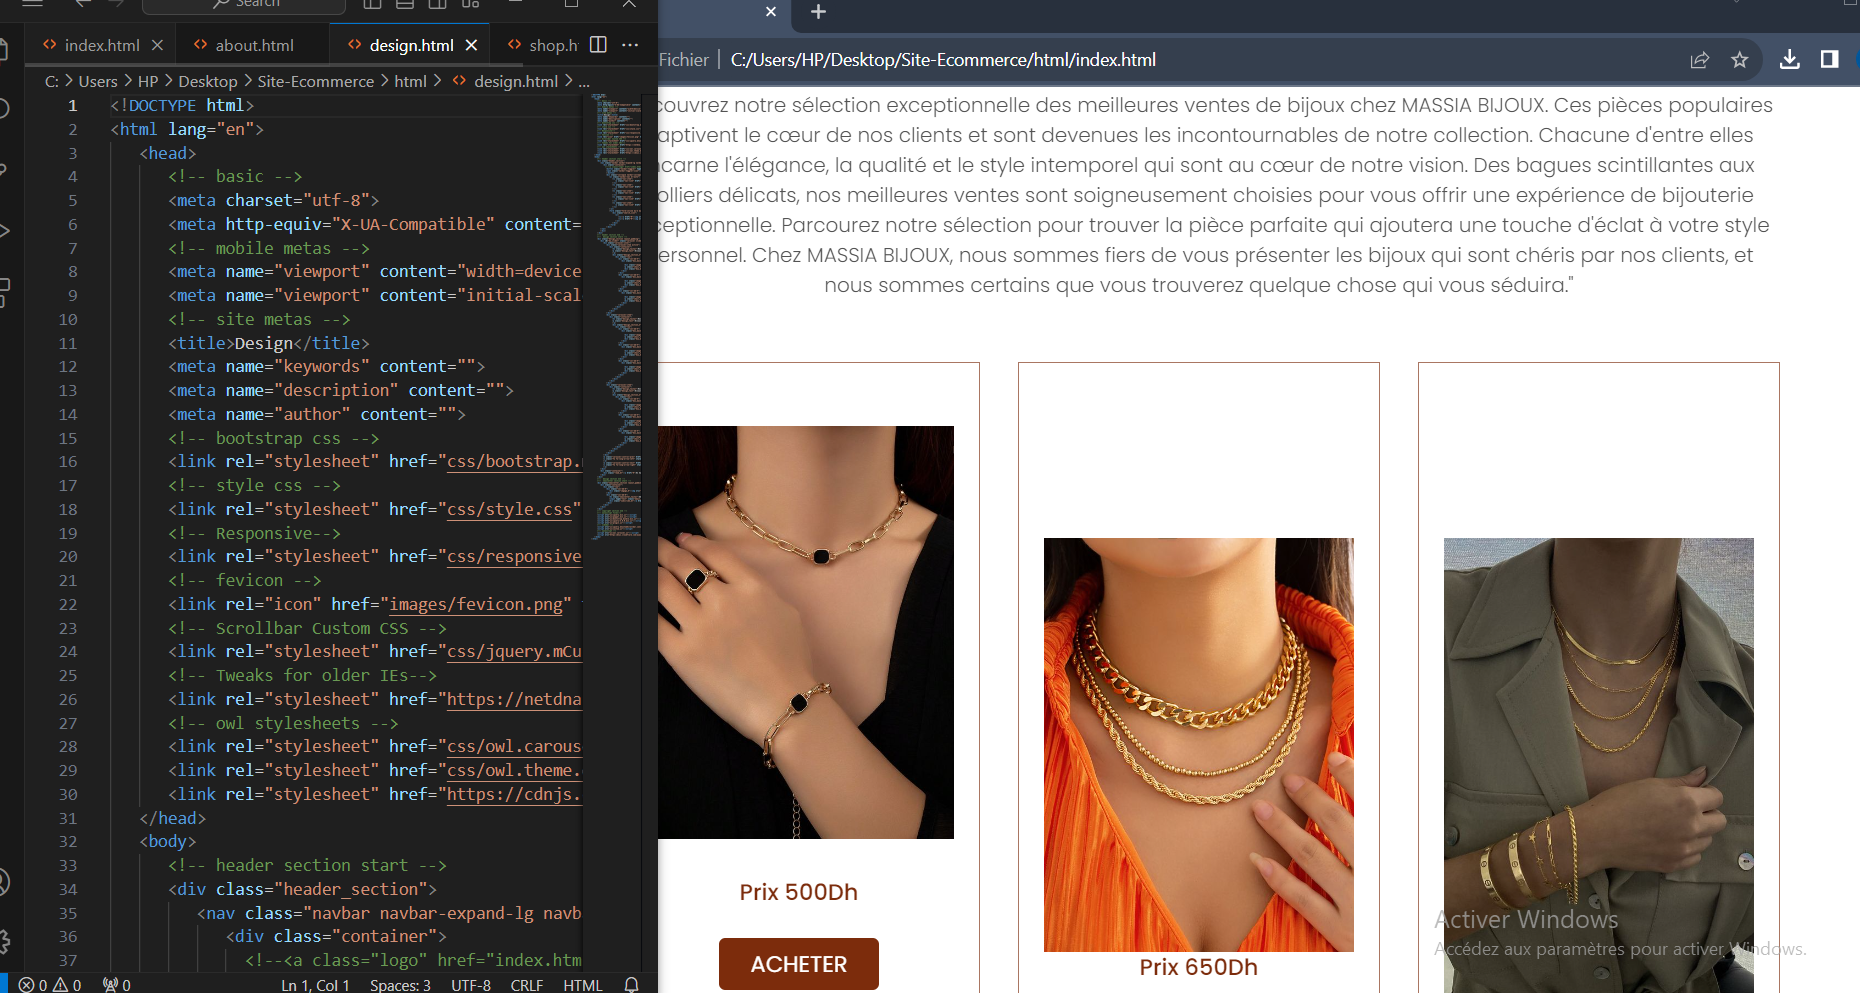 Search
index.html
about.html
design.html
shop.h
C: > Users > HP > Desktop > Site-Ecommerce > html > design.html > ...
1 <!DOCTYPE html>
2 <html lang="en">
3 <head>
4 <!-- basic -->
5 <meta charset="utf-8">
6 <meta http-equiv="X-UA-Compatible" content=
7 <!-- mobile metas -->
8 <meta name="viewport" content="width=device
9 <meta name="viewport" content="initial-scal
10 <!-- site metas -->
11 <title>Design</title>
12 <meta name="keywords" content="">
13 <meta name="description" content="">
14 <meta name="author" content="">
15 <!-- bootstrap css -->
16 <link rel="stylesheet" href="css/bootstrap.
17 <!-- style css -->
18 <link rel="stylesheet" href="css/style.css"
19 <!-- Responsive-->
20 <link rel="stylesheet" href="css/responsive
21 <!-- fevicon -->
22 <link rel="icon" href="images/fevicon.png"
23 <!-- Scrollbar Custom CSS -->
24 <link rel="stylesheet" href="css/jquery.mCu
25 <!-- Tweaks for older IEs-->
26 <link rel="stylesheet" href="https://netdna
27 <!-- owl stylesheets -->
28 <link rel="stylesheet" href="css/owl.carous
29 <link rel="stylesheet" href="css/owl.theme.
30 <link rel="stylesheet" href="https://cdnjs.
31 </head>
32 <body>
33 <!-- header section start -->
34 <div class="header_section">
35 <nav class="navbar navbar-expand-lg navb
36 <div class="container">
37 <!--<a class="logo" href="index.htm
0 0 0 Ln 1, Col 1 Spaces: 3 UTF-8 CRLF HTML
Fichier | C:/Users/HP/Desktop/Site-Ecommerce/html/index.html
couvrez notre sélection exceptionnelle des meilleures ventes de bijoux chez MASSIA BIJOUX. Ces pièces populaires
aptivent le cœur de nos clients et sont devenues les incontournables de notre collection. Chacune d'entre elles
ncarne l'élégance, la qualité et le style intemporel qui sont au cœur de notre vision. Des bagues scintillantes aux
olliers délicats, nos meilleures ventes sont soigneusement choisies pour vous offrir une expérience de bijouterie
ceptionnelle. Parcourez notre sélection pour trouver la pièce parfaite qui ajoutera une touche d'éclat à votre style
ersonnel. Chez MASSIA BIJOUX, nous sommes fiers de vous présenter les bijoux qui sont chéris par nos clients, et
nous sommes certains que vous trouverez quelque chose qui vous séduira."
Prix 500Dh
ACHETER
Prix 650Dh
Activer Windows
Accédez aux paramètres pour activer Windows.